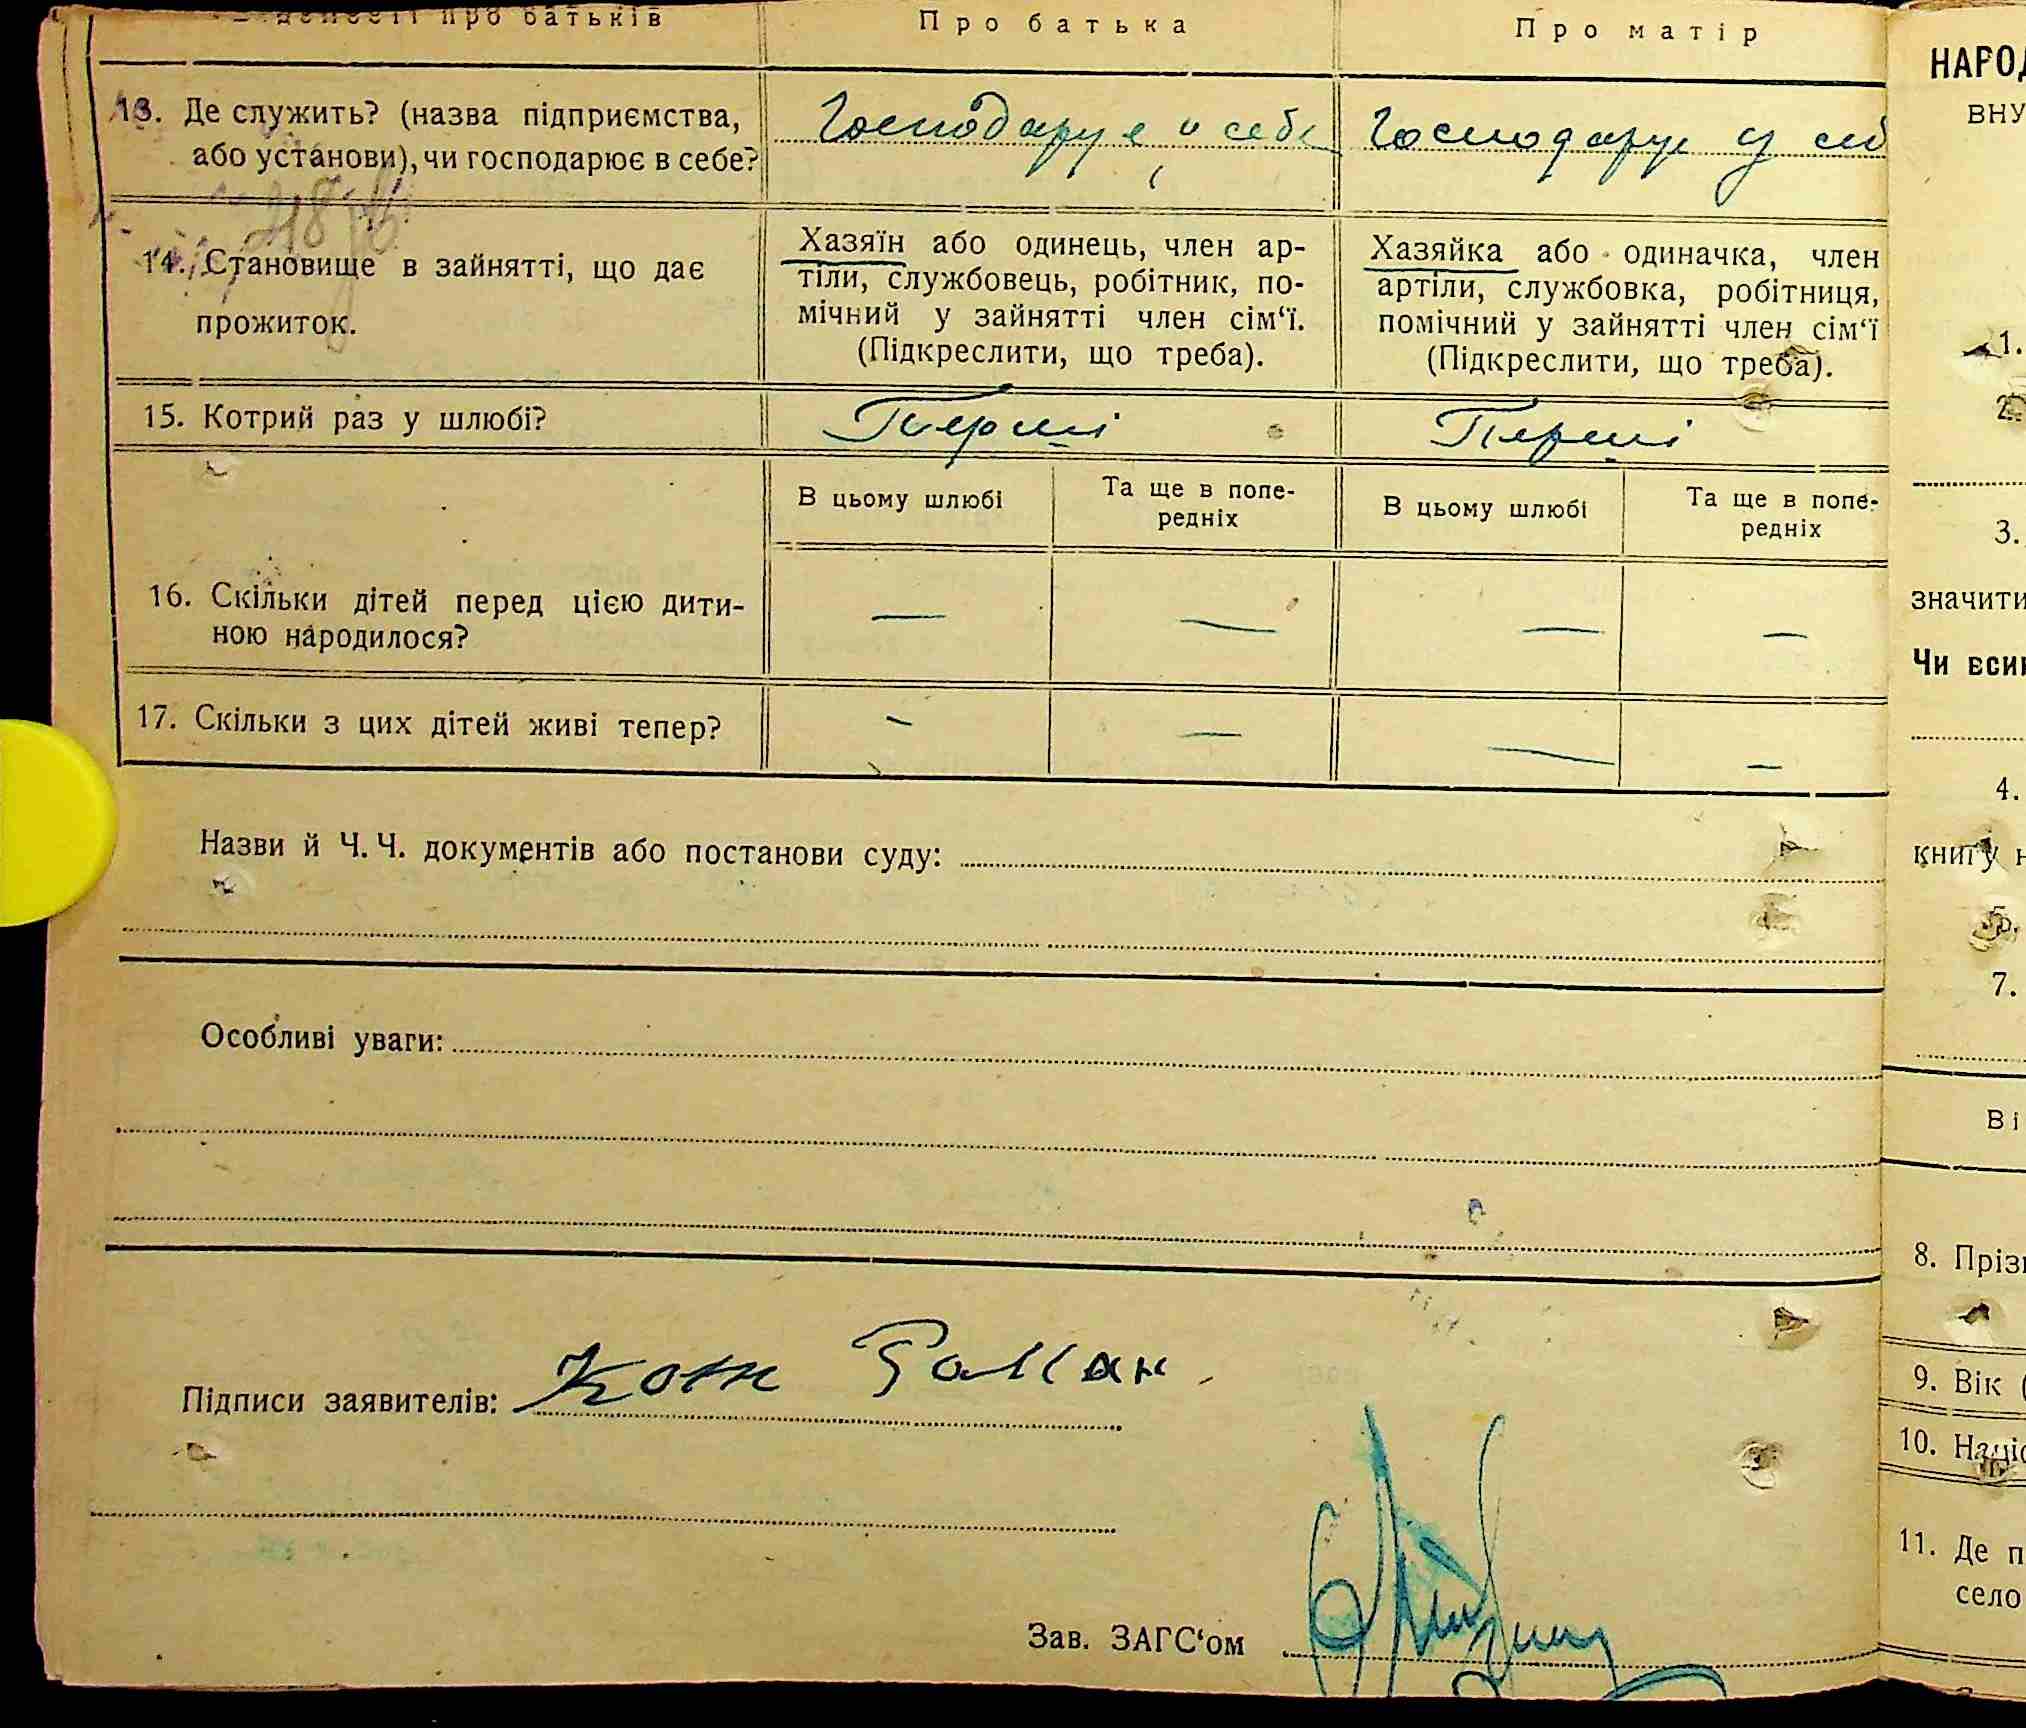 про батьків Про батька Про матір
13. Де служить? (назва підприємства, або установи), чи господарює в себе?
Господарує в себе
Господарує у себ
14. Становище в зайнятті, що дає прожиток.
Хазяїн або одинець, член ар-
тіли, службовець, робітник, по-
мічний у зайнятті член сім‘ї.
(Підкреслити, що треба).
Хазяйка або одиначка, член
артіли, службовка, робітниця,
помічний у зайнятті член сім‘ї
(Підкреслити, що треба).
15. Котрий раз у шлюбі? Перший Перший
В цьому шлюбі
Та ще в попе-
редніх
В цьому шлюбі
Та ще в попе-
редніх
16. Скільки дітей перед цією дити-
ною народилося? — — — —
17. Скільки з цих дітей живі тепер? — — — —
Назви й Ч. Ч. документів або постанови суду:
Особливі уваги:
Підписи заявителів: Роман
Зав. ЗАГС‘ом
НАРОД
ВНУ
1.
2.
3.
значити
Чи
4.
книгу н
5.
7.
Ві
8. Прізв
9. Вік (
10. Націо
11. Де п
село